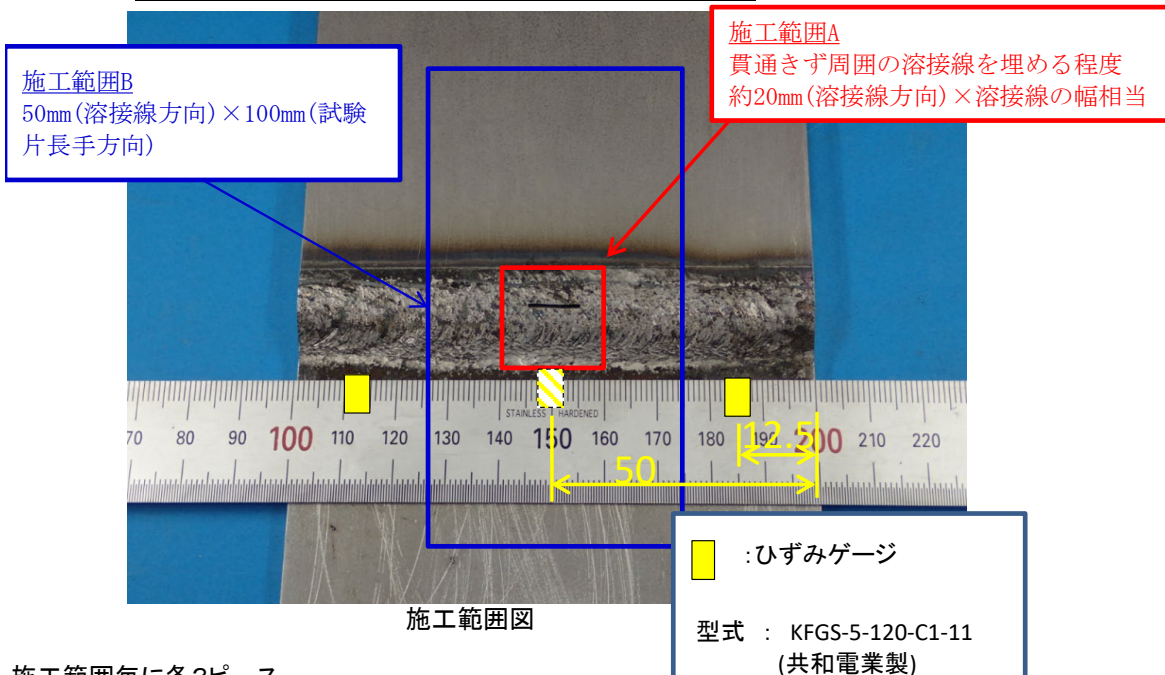 施工範囲A
貫通きず周囲の溶接線を埋める程度
約20mm(溶接線方向)×溶接線の幅相当
施工範囲B
50mm(溶接線方向)×100mm(試験
片長手方向)
STAINLESS HARDENED
70 80 90 100 110 120 130 140 150 160 170 180 190 200 210 220
12.5
50
:ひずみゲージ
型式 : KFGS-5-120-C1-11
(共和電業製)
施工範囲図